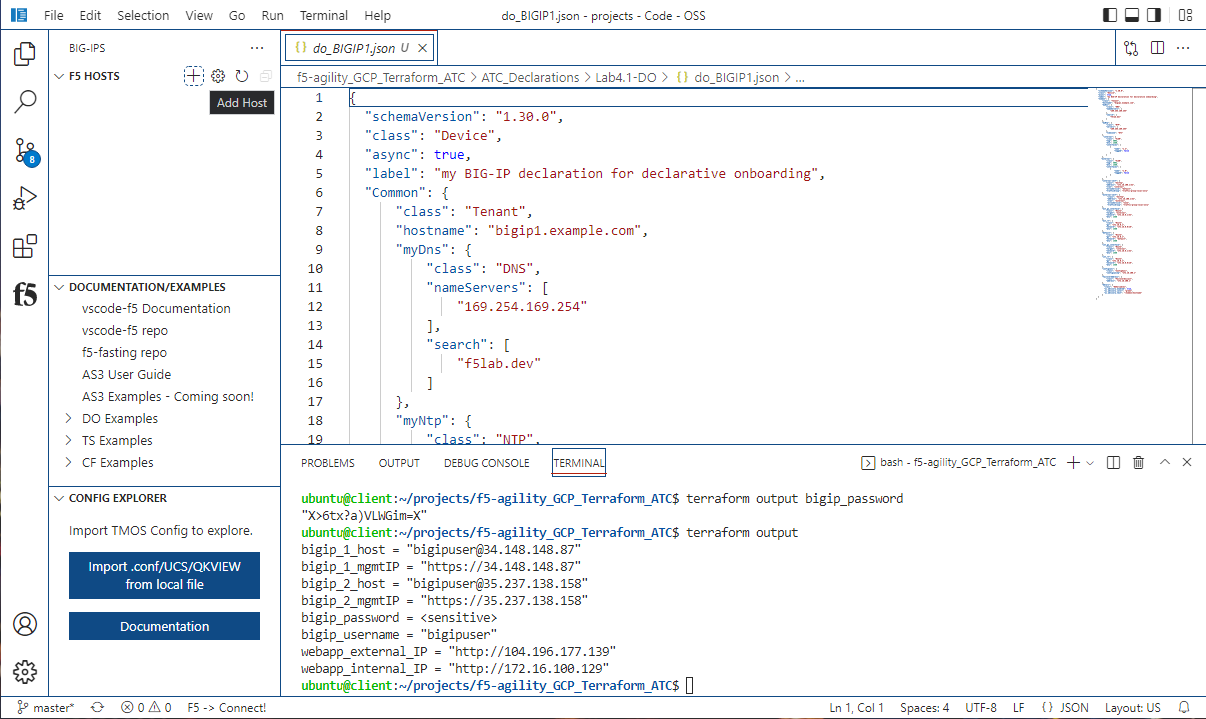 File Edit Selection View Go Run Terminal Help
do_BIGIP1.json - projects - Code - OSS
BIG-IPS
F5 HOSTS
Add Host
8
f5
DOCUMENTATION/EXAMPLES
vscode-f5 Documentation
vscode-f5 repo
f5-fasting repo
AS3 User Guide
AS3 Examples - Coming soon!
DO Examples
TS Examples
CF Examples
CONFIG EXPLORER
Import TMOS Config to explore.
Import .conf/UCS/QKVIEW
from local file
Documentation
{} do_BIGIP1.json U
f5-agility_GCP_Terraform_ATC > ATC_Declarations > Lab4.1-DO > {} do_BIGIP1.json > ...
1 {
2 "schemaVersion": "1.30.0",
3 "class": "Device",
4 "async": true,
5 "label": "my BIG-IP declaration for declarative onboarding",
6 "Common": {
7 "class": "Tenant",
8 "hostname": "bigip1.example.com",
9 "myDns": {
10 "class": "DNS",
11 "nameServers": [
12 "169.254.169.254"
13 ],
14 "search": [
15 "f5lab.dev"
16 ]
17 },
18 "myNtp": {
19 "class": "NTP",
PROBLEMS OUTPUT DEBUG CONSOLE TERMINAL
bash - f5-agility_GCP_Terraform_ATC
ubuntu@client:~/projects/f5-agility_GCP_Terraform_ATC$ terraform output bigip_password
"X>6tx?a)VLWGim=X"
ubuntu@client:~/projects/f5-agility_GCP_Terraform_ATC$ terraform output
bigip_1_host = "bigipuser@34.148.148.87"
bigip_1_mgmtIP = "https://34.148.148.87"
bigip_2_host = "bigipuser@35.237.138.158"
bigip_2_mgmtIP = "https://35.237.138.158"
bigip_password = <sensitive>
bigip_username = "bigipuser"
webapp_external_IP = "http://104.196.177.139"
webapp_internal_IP = "http://172.16.100.129"
ubuntu@client:~/projects/f5-agility_GCP_Terraform_ATC$
master* 0 0 F5 -> Connect!
Ln 1, Col 1 Spaces: 4 UTF-8 LF {} JSON Layout: US